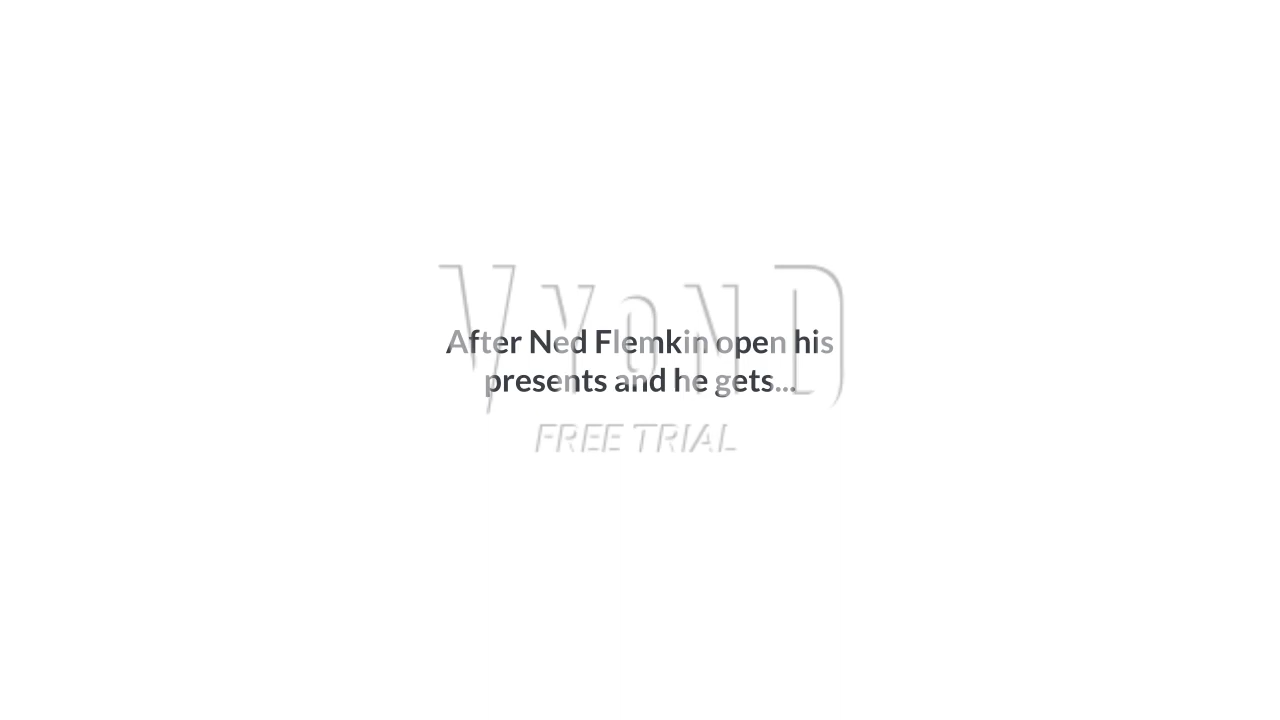 VYOND
After Ned Flemkin open his
presents and he gets...
FREE TRIAL